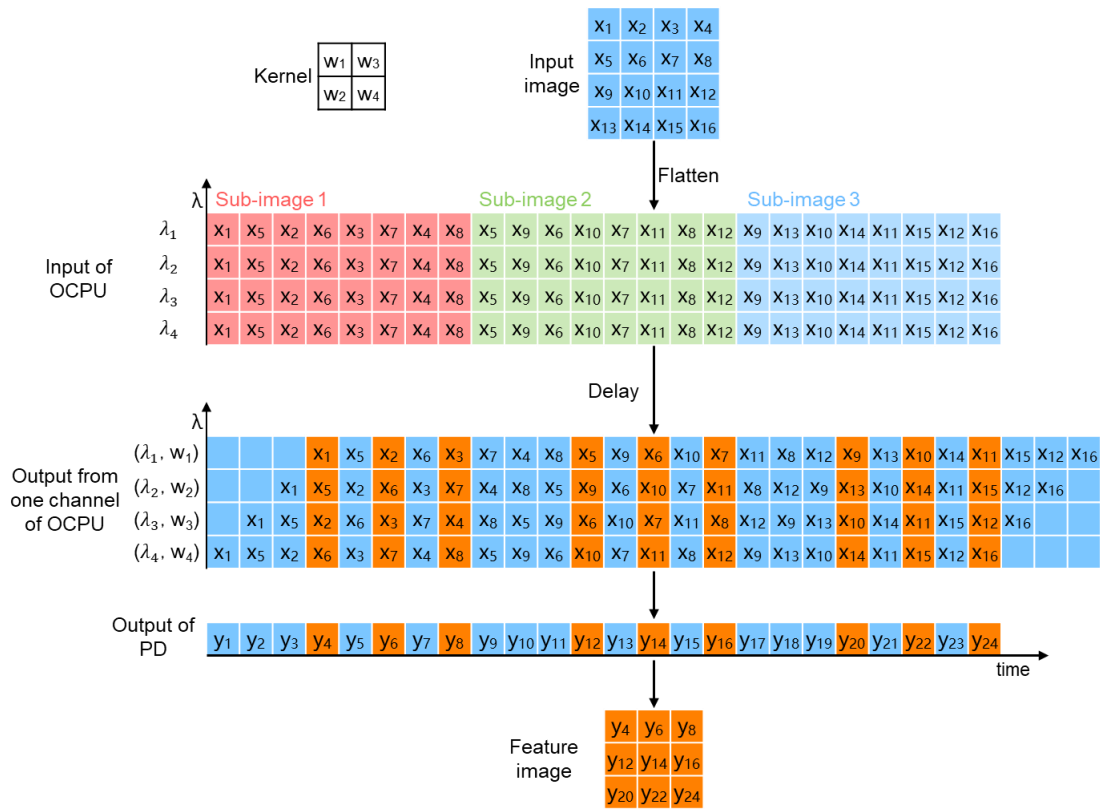 Kernel
w₁ w₃
w₂ w₄
Input
image
x₁ x₂ x₃ x₄
x₅ x₆ x₇ x₈
x₉ x₁₀ x₁₁ x₁₂
x₁₃ x₁₄ x₁₅ x₁₆
Flatten
λ
Sub-image 1 Sub-image 2 Sub-image 3
Input of
OCPU
λ₁ x₁ x₅ x₂ x₆ x₃ x₇ x₄ x₈ x₅ x₉ x₆ x₁₀ x₇ x₁₁ x₈ x₁₂ x₉ x₁₃ x₁₀ x₁₄ x₁₁ x₁₅ x₁₂ x₁₆
λ₂ x₁ x₅ x₂ x₆ x₃ x₇ x₄ x₈ x₅ x₉ x₆ x₁₀ x₇ x₁₁ x₈ x₁₂ x₉ x₁₃ x₁₀ x₁₄ x₁₁ x₁₅ x₁₂ x₁₆
λ₃ x₁ x₅ x₂ x₆ x₃ x₇ x₄ x₈ x₅ x₉ x₆ x₁₀ x₇ x₁₁ x₈ x₁₂ x₉ x₁₃ x₁₀ x₁₄ x₁₁ x₁₅ x₁₂ x₁₆
λ₄ x₁ x₅ x₂ x₆ x₃ x₇ x₄ x₈ x₅ x₉ x₆ x₁₀ x₇ x₁₁ x₈ x₁₂ x₉ x₁₃ x₁₀ x₁₄ x₁₁ x₁₅ x₁₂ x₁₆
Delay
λ
Output from
one channel
of OCPU
(λ₁, w₁) x₁ x₅ x₂ x₆ x₃ x₇ x₄ x₈ x₅ x₉ x₆ x₁₀ x₇ x₁₁ x₈ x₁₂ x₉ x₁₃ x₁₀ x₁₄ x₁₁ x₁₅ x₁₂ x₁₆
(λ₂, w₂) x₁ x₅ x₂ x₆ x₃ x₇ x₄ x₈ x₅ x₉ x₆ x₁₀ x₇ x₁₁ x₈ x₁₂ x₉ x₁₃ x₁₀ x₁₄ x₁₁ x₁₅ x₁₂ x₁₆
(λ₃, w₃) x₁ x₅ x₂ x₆ x₃ x₇ x₄ x₈ x₅ x₉ x₆ x₁₀ x₇ x₁₁ x₈ x₁₂ x₉ x₁₃ x₁₀ x₁₄ x₁₁ x₁₅ x₁₂ x₁₆
(λ₄, w₄) x₁ x₅ x₂ x₆ x₃ x₇ x₄ x₈ x₅ x₉ x₆ x₁₀ x₇ x₁₁ x₈ x₁₂ x₉ x₁₃ x₁₀ x₁₄ x₁₁ x₁₅ x₁₂ x₁₆
Output of
PD
y₁ y₂ y₃ y₄ y₅ y₆ y₇ y₈ y₉ y₁₀ y₁₁ y₁₂ y₁₃ y₁₄ y₁₅ y₁₆ y₁₇ y₁₈ y₁₉ y₂₀ y₂₁ y₂₂ y₂₃ y₂₄
time
Feature
image
y₄ y₆ y₈
y₁₂ y₁₄ y₁₆
y₂₀ y₂₂ y₂₄